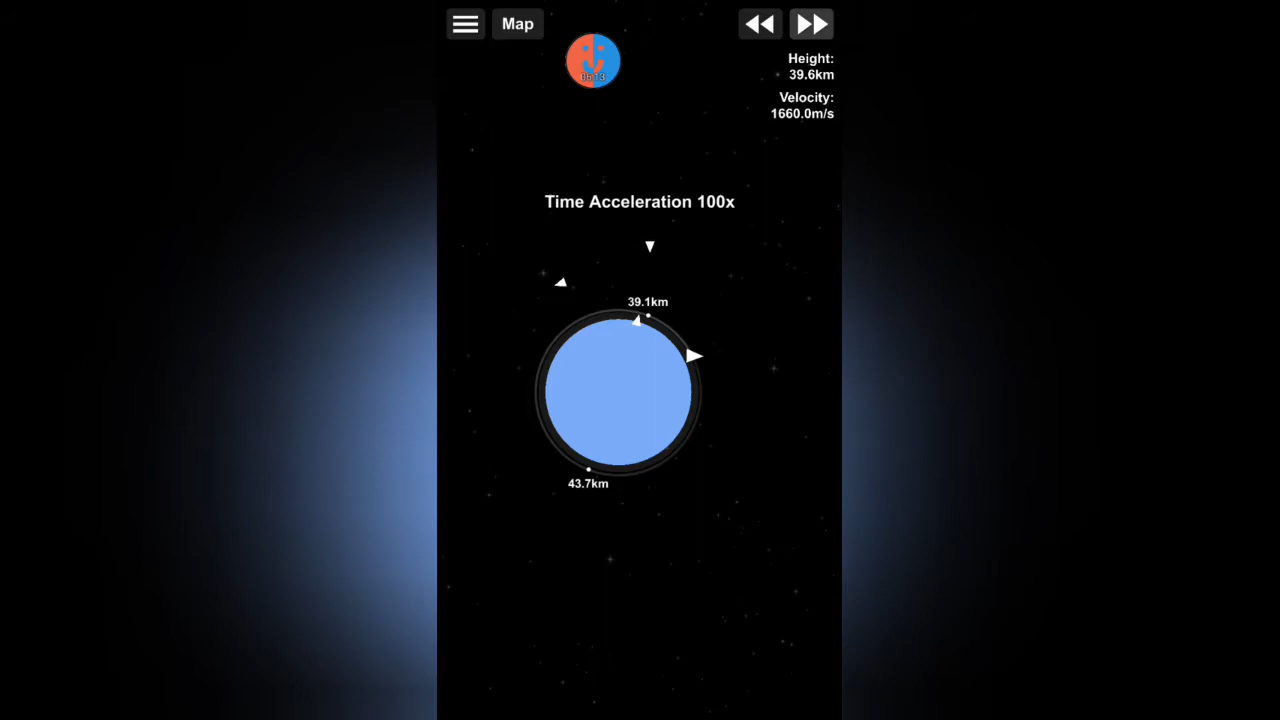 Map
Height:
39.6km
Velocity:
1660.0m/s
Time Acceleration 100x
39.1km
43.7km